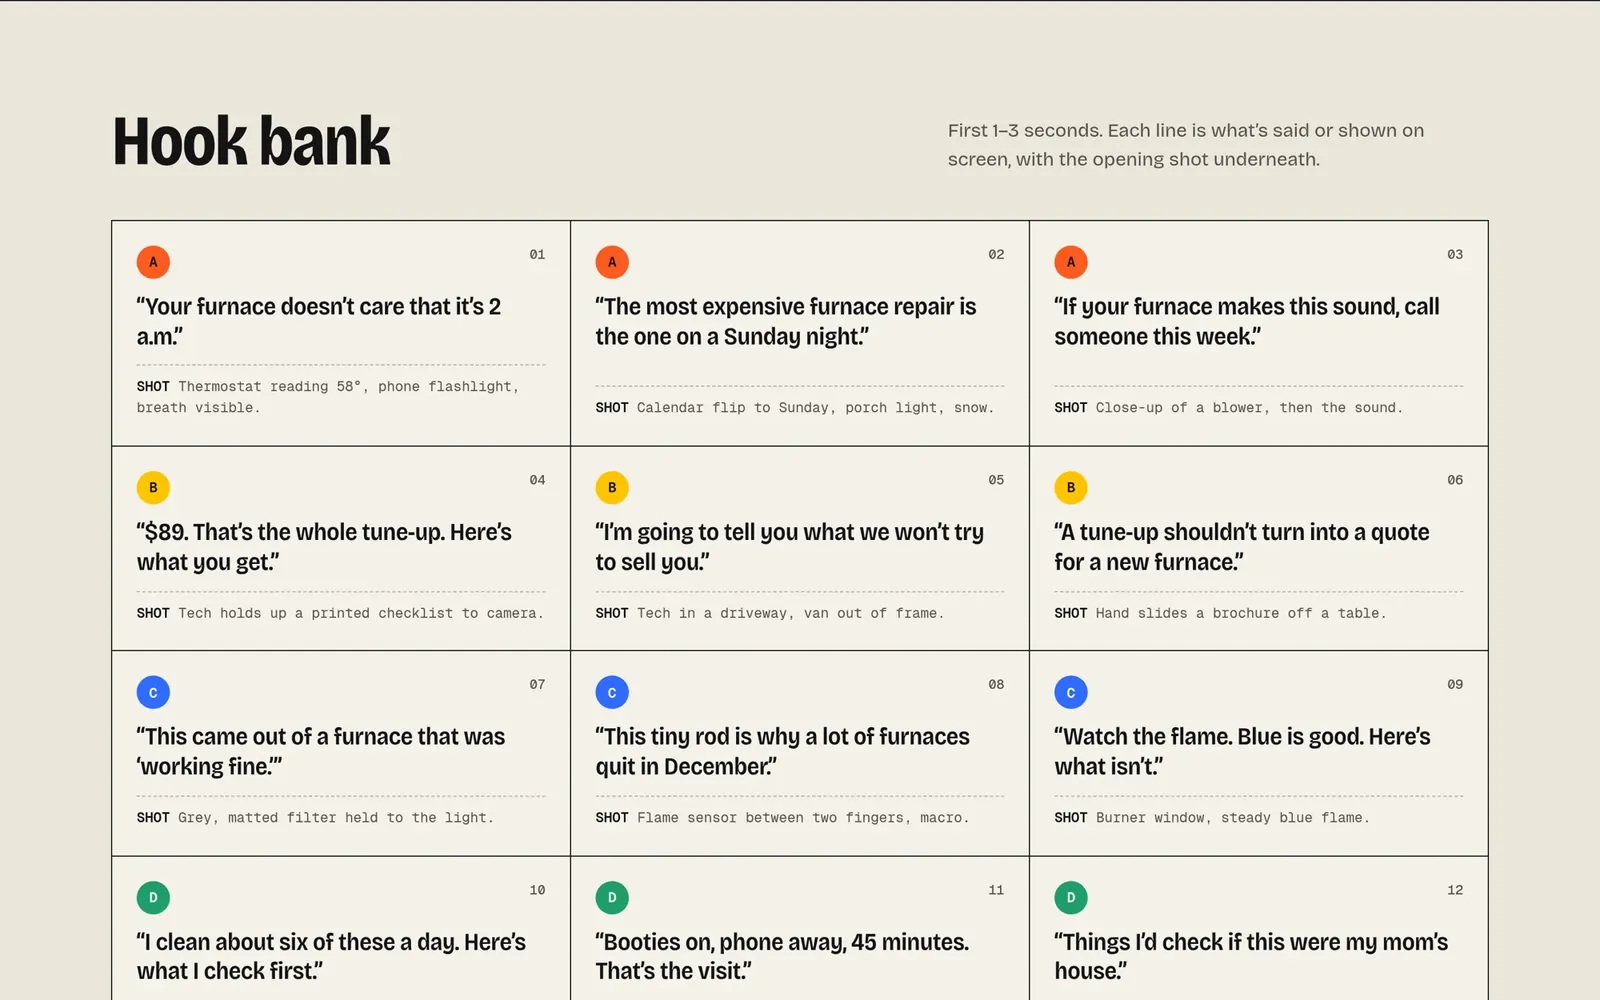 Hook bank
First 1–3 seconds. Each line is what’s said or shown on
screen, with the opening shot underneath.
A
01
“Your furnace doesn’t care that it’s 2
a.m.”
SHOT Thermostat reading 58°, phone flashlight,
breath visible.
A
02
“The most expensive furnace repair is
the one on a Sunday night.”
SHOT Calendar flip to Sunday, porch light, snow.
A
03
“If your furnace makes this sound, call
someone this week.”
SHOT Close-up of a blower, then the sound.
B
04
“$89. That’s the whole tune-up. Here’s
what you get.”
SHOT Tech holds up a printed checklist to camera.
B
05
“I’m going to tell you what we won’t try
to sell you.”
SHOT Tech in a driveway, van out of frame.
B
06
“A tune-up shouldn’t turn into a quote
for a new furnace.”
SHOT Hand slides a brochure off a table.
C
07
“This came out of a furnace that was
‘working fine.’”
SHOT Grey, matted filter held to the light.
C
08
“This tiny rod is why a lot of furnaces
quit in December.”
SHOT Flame sensor between two fingers, macro.
C
09
“Watch the flame. Blue is good. Here’s
what isn’t.”
SHOT Burner window, steady blue flame.
D
10
“I clean about six of these a day. Here’s
what I check first.”
D
11
“Booties on, phone away, 45 minutes.
That’s the visit.”
D
12
“Things I’d check if this were my mom’s
house.”